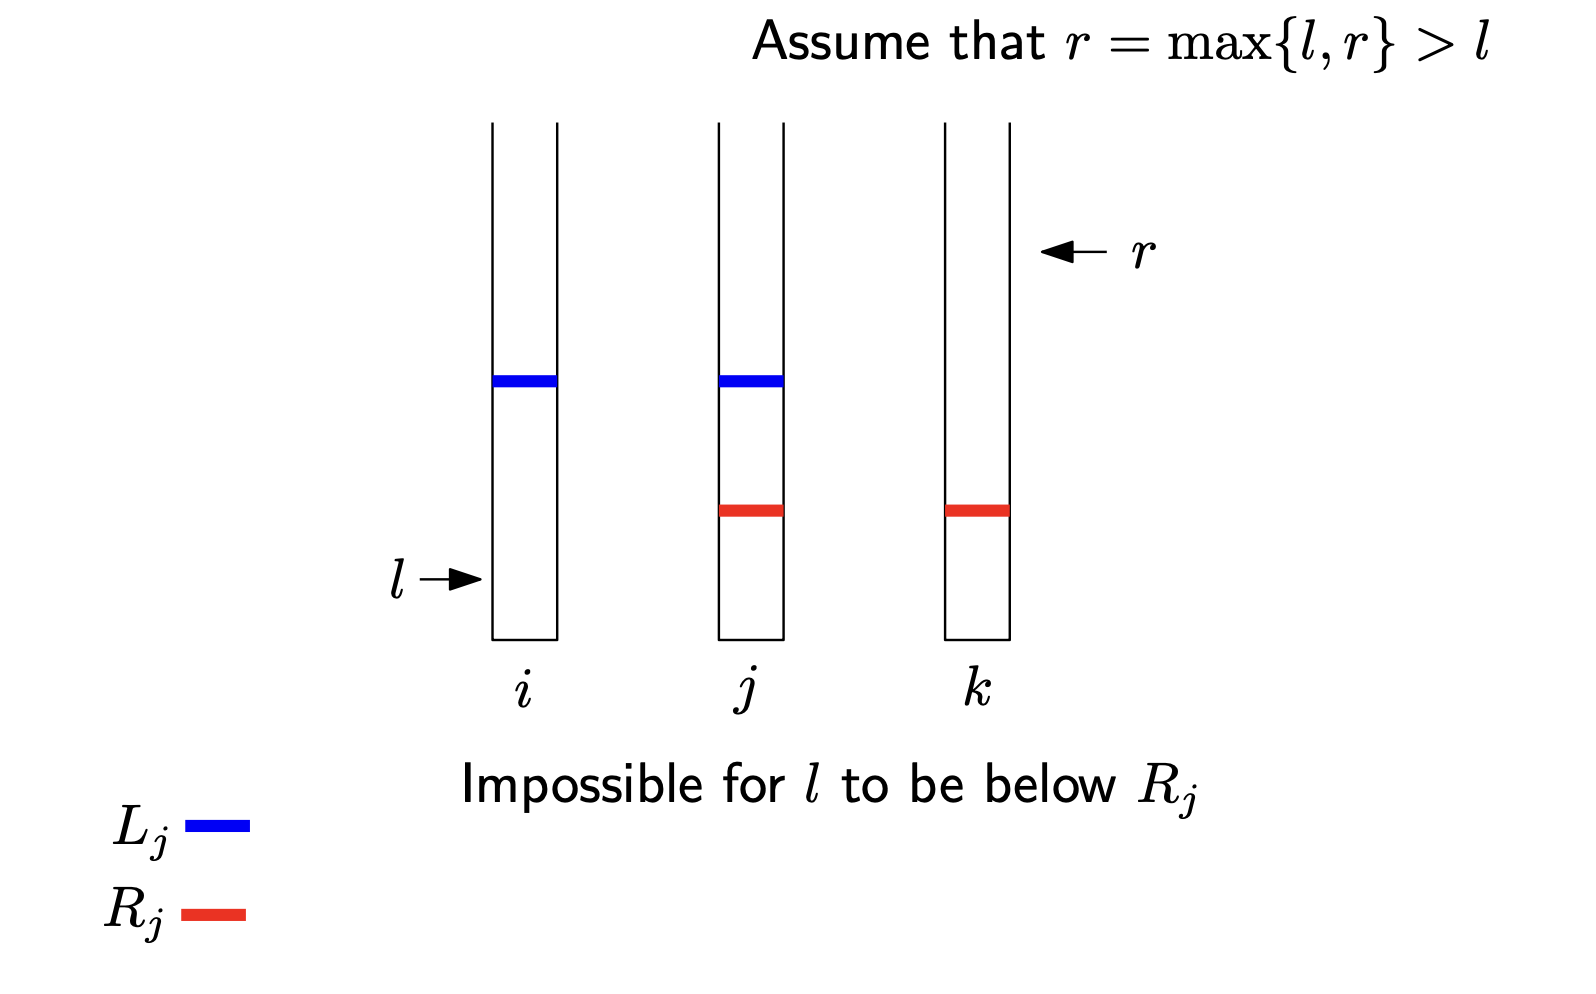 Assume that r = max{l, r} > l
r
l
i j k
Impossible for l to be below R_j
L_j
R_j